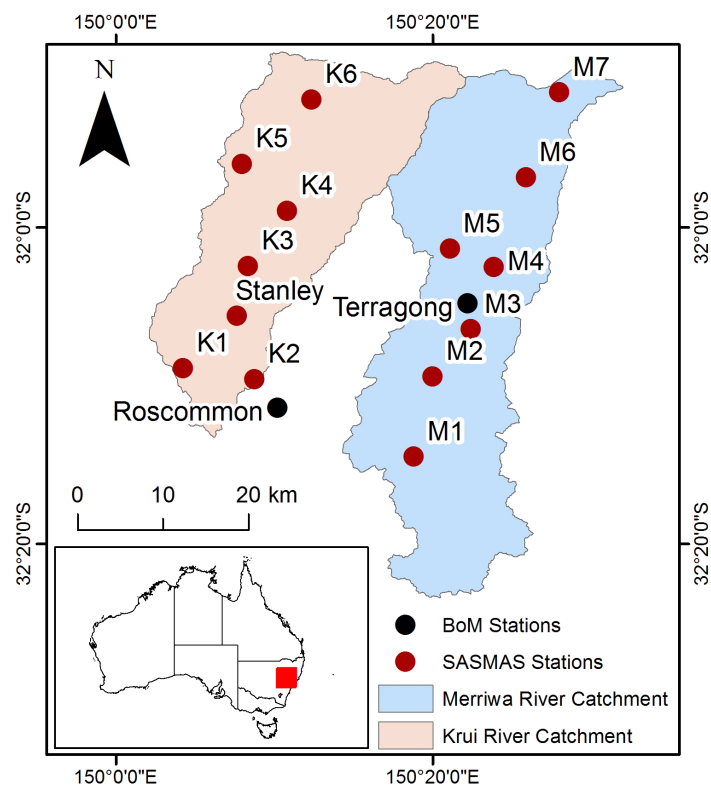 150°0'0"E
150°20'0"E
N
K6
M7
K5
M6
K4
32°0'0"S
32°0'0"S
K3
M5
M4
Stanley
Terragong
M3
K1
K2
M2
Roscommon
M1
0
10
20 km
32°20'0"S
32°20'0"S
BoM Stations
SASMAS Stations
Merriwa River Catchment
Krui River Catchment
150°0'0"E
150°20'0"E